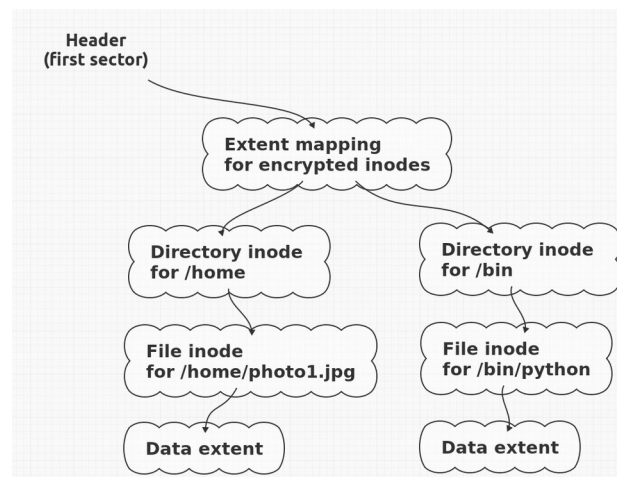 Header
(first sector)
Extent mapping
for encrypted inodes
Directory inode
for /home
Directory inode
for /bin
File inode
for /home/photo1.jpg
File inode
for /bin/python
Data extent
Data extent